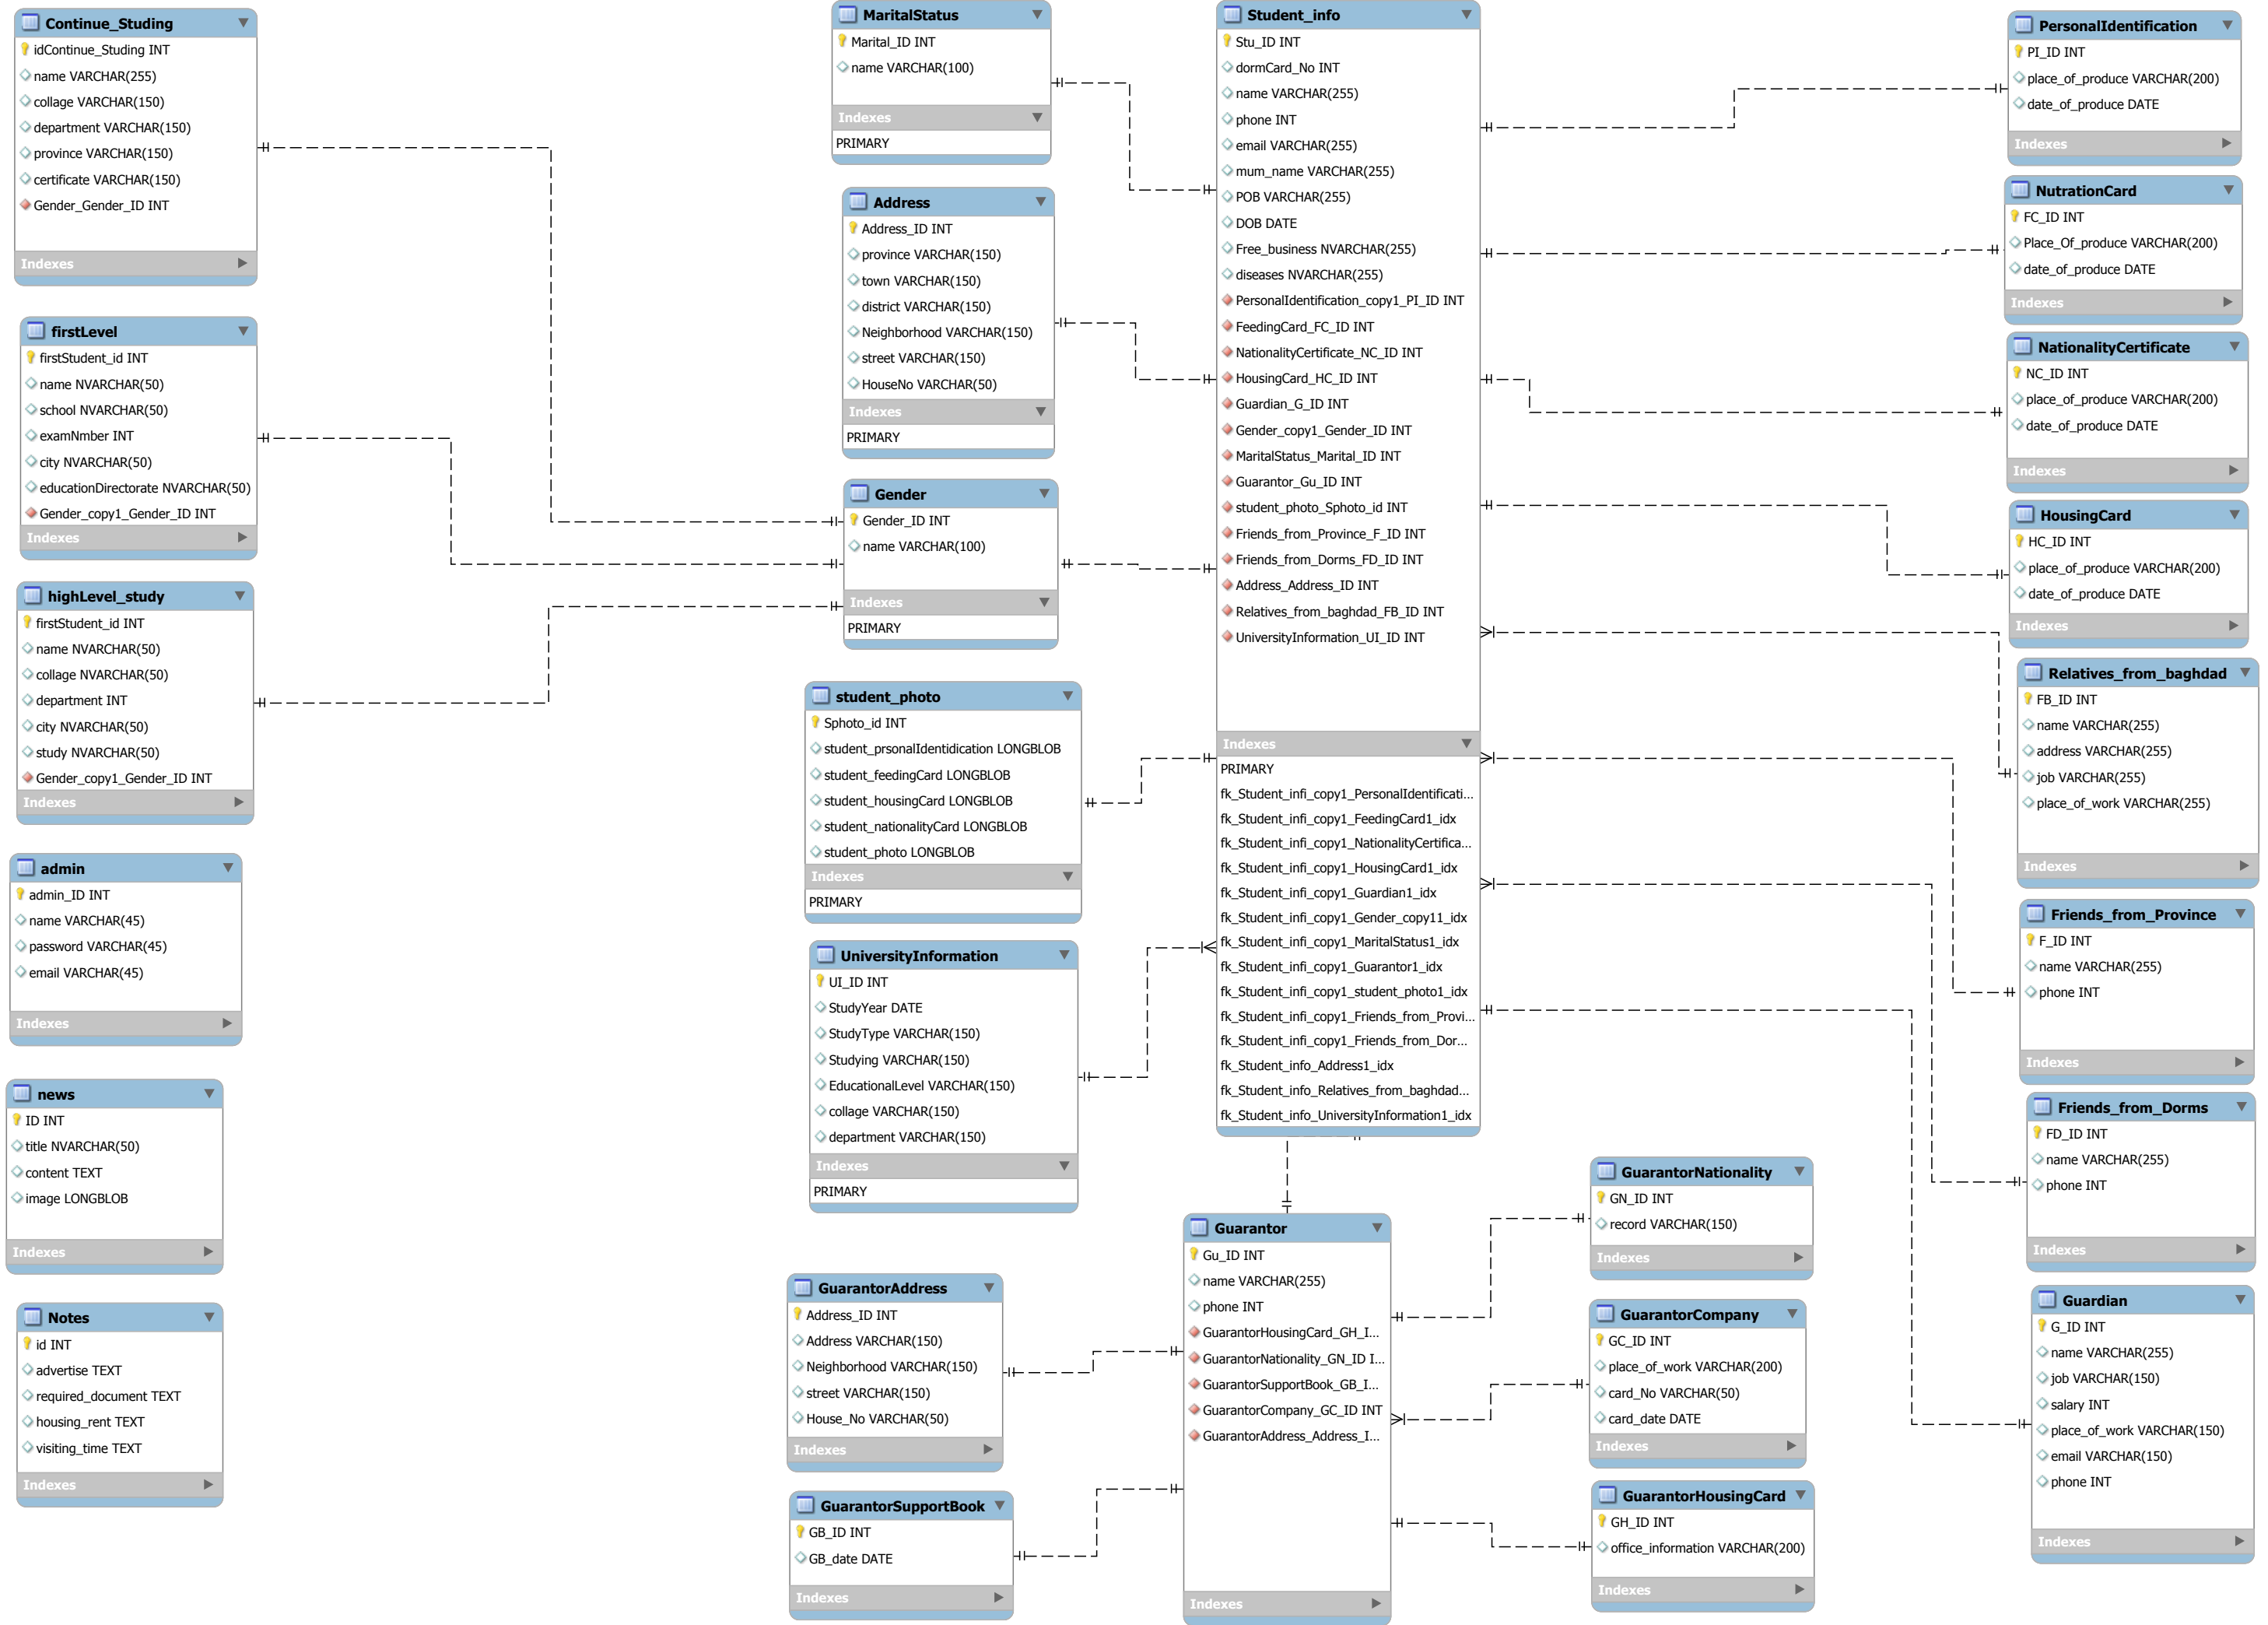 Continue_Studing
idContinue_Studing INT
name VARCHAR(255)
collage VARCHAR(150)
department VARCHAR(150)
province VARCHAR(150)
certificate VARCHAR(150)
Gender_Gender_ID INT
Indexes
firstLevel
firstStudent_id INT
name NVARCHAR(50)
school NVARCHAR(50)
examNmber INT
city NVARCHAR(50)
educationDirectorate NVARCHAR(50)
Gender_copy1_Gender_ID INT
Indexes
highLevel_study
firstStudent_id INT
name NVARCHAR(50)
collage NVARCHAR(50)
department INT
city NVARCHAR(50)
study NVARCHAR(50)
Gender_copy1_Gender_ID INT
Indexes
admin
admin_ID INT
name VARCHAR(45)
password VARCHAR(45)
email VARCHAR(45)
Indexes
news
ID INT
title NVARCHAR(50)
content TEXT
image LONGBLOB
Indexes
Notes
id INT
advertise TEXT
required_document TEXT
housing_rent TEXT
visiting_time TEXT
Indexes
MaritalStatus
Marital_ID INT
name VARCHAR(100)
Indexes
PRIMARY
Address
Address_ID INT
province VARCHAR(150)
town VARCHAR(150)
district VARCHAR(150)
Neighborhood VARCHAR(150)
street VARCHAR(150)
HouseNo VARCHAR(50)
Indexes
PRIMARY
Gender
Gender_ID INT
name VARCHAR(100)
Indexes
PRIMARY
student_photo
Sphoto_id INT
student_prsonalIdentidication LONGBLOB
student_feedingCard LONGBLOB
student_housingCard LONGBLOB
student_nationalityCard LONGBLOB
student_photo LONGBLOB
Indexes
PRIMARY
UniversityInformation
UI_ID INT
StudyYear DATE
StudyType VARCHAR(150)
Studying VARCHAR(150)
EducationalLevel VARCHAR(150)
collage VARCHAR(150)
department VARCHAR(150)
Indexes
PRIMARY
GuarantorAddress
Address_ID INT
Address VARCHAR(150)
Neighborhood VARCHAR(150)
street VARCHAR(150)
House_No VARCHAR(50)
Indexes
GuarantorSupportBook
GB_ID INT
GB_date DATE
Indexes
Student_info
Stu_ID INT
dormCard_No INT
name VARCHAR(255)
phone INT
email VARCHAR(255)
mum_name VARCHAR(255)
POB VARCHAR(255)
DOB DATE
Free_business NVARCHAR(255)
diseases NVARCHAR(255)
PersonalIdentification_copy1_PI_ID INT
FeedingCard_FC_ID INT
NationalityCertificate_NC_ID INT
HousingCard_HC_ID INT
Guardian_G_ID INT
Gender_copy1_Gender_ID INT
MaritalStatus_Marital_ID INT
Guarantor_Gu_ID INT
student_photo_Sphoto_id INT
Friends_from_Province_F_ID INT
Friends_from_Dorms_FD_ID INT
Address_Address_ID INT
Relatives_from_baghdad_FB_ID INT
UniversityInformation_UI_ID INT
Indexes
PRIMARY
fk_Student_infi_copy1_PersonalIdentificati...
fk_Student_infi_copy1_FeedingCard1_idx
fk_Student_infi_copy1_NationalityCertifica...
fk_Student_infi_copy1_HousingCard1_idx
fk_Student_infi_copy1_Guardian1_idx
fk_Student_infi_copy1_Gender_copy11_idx
fk_Student_infi_copy1_MaritalStatus1_idx
fk_Student_infi_copy1_Guarantor1_idx
fk_Student_infi_copy1_student_photo1_idx
fk_Student_infi_copy1_Friends_from_Provi...
fk_Student_infi_copy1_Friends_from_Dor...
fk_Student_info_Address1_idx
fk_Student_info_Relatives_from_baghdad...
fk_Student_info_UniversityInformation1_idx
Guarantor
Gu_ID INT
name VARCHAR(255)
phone INT
GuarantorHousingCard_GH_I...
GuarantorNationality_GN_ID I...
GuarantorSupportBook_GB_I...
GuarantorCompany_GC_ID INT
GuarantorAddress_Address_I...
Indexes
GuarantorNationality
GN_ID INT
record VARCHAR(150)
Indexes
GuarantorCompany
GC_ID INT
place_of_work VARCHAR(200)
card_No VARCHAR(50)
card_date DATE
Indexes
GuarantorHousingCard
GH_ID INT
office_information VARCHAR(200)
Indexes
PersonalIdentification
PI_ID INT
place_of_produce VARCHAR(200)
date_of_produce DATE
Indexes
NutrationCard
FC_ID INT
Place_Of_produce VARCHAR(200)
date_of_produce DATE
Indexes
NationalityCertificate
NC_ID INT
place_of_produce VARCHAR(200)
date_of_produce DATE
Indexes
HousingCard
HC_ID INT
place_of_produce VARCHAR(200)
date_of_produce DATE
Indexes
Relatives_from_baghdad
FB_ID INT
name VARCHAR(255)
address VARCHAR(255)
job VARCHAR(255)
place_of_work VARCHAR(255)
Indexes
Friends_from_Province
F_ID INT
name VARCHAR(255)
phone INT
Indexes
Friends_from_Dorms
FD_ID INT
name VARCHAR(255)
phone INT
Indexes
Guardian
G_ID INT
name VARCHAR(255)
job VARCHAR(150)
salary INT
place_of_work VARCHAR(150)
email VARCHAR(150)
phone INT
Indexes